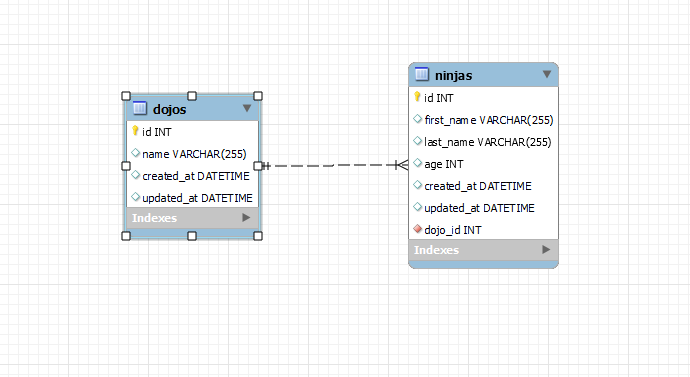 dojos
id INT
name VARCHAR(255)
created_at DATETIME
updated_at DATETIME
Indexes
ninjas
id INT
first_name VARCHAR(255)
last_name VARCHAR(255)
age INT
created_at DATETIME
updated_at DATETIME
dojo_id INT
Indexes